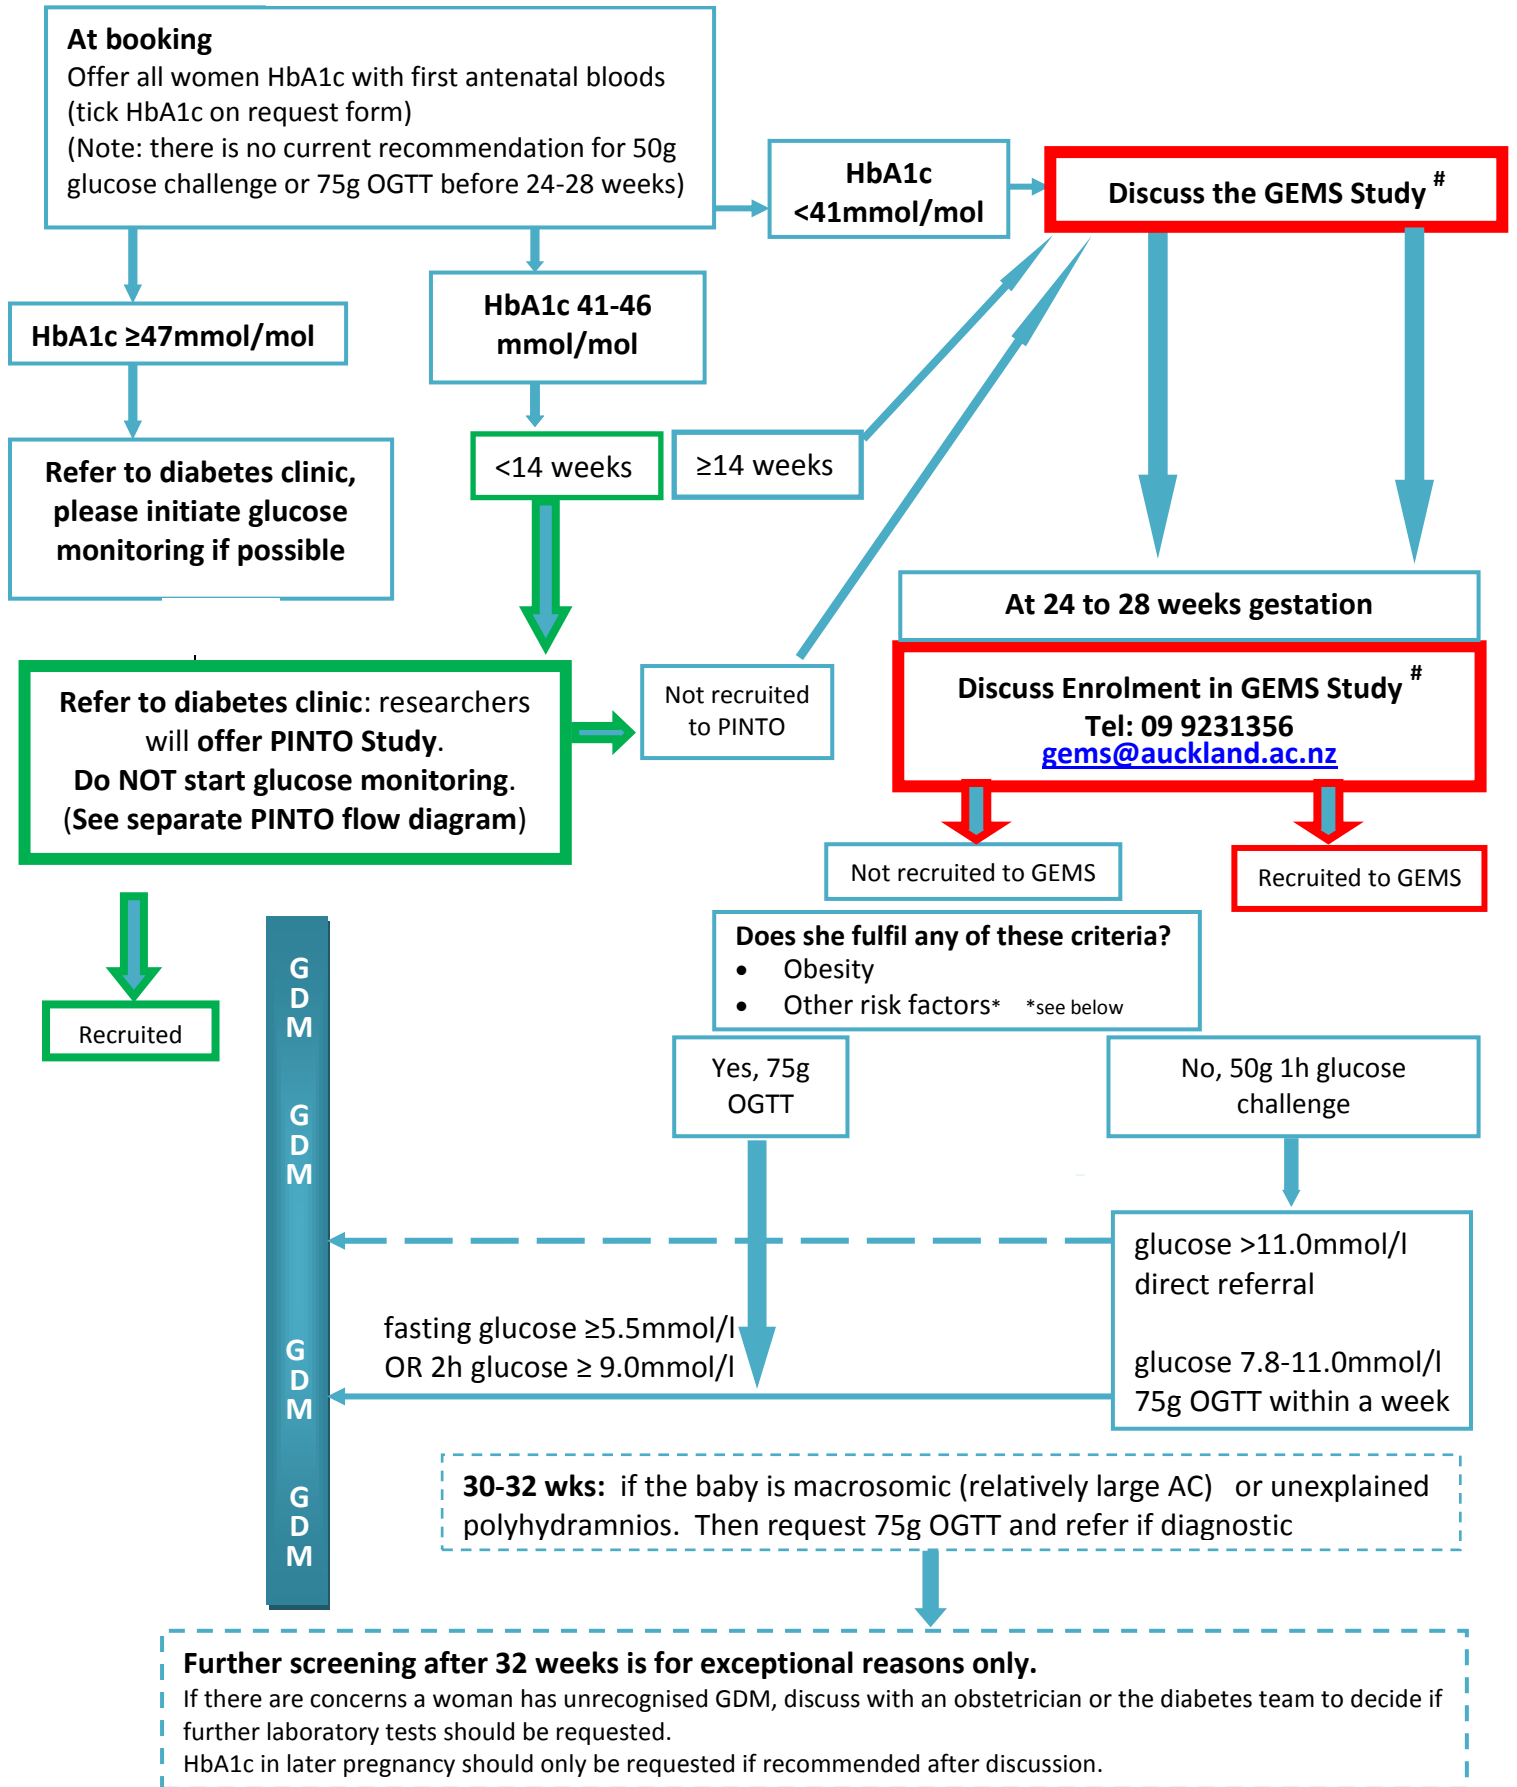 At booking
Offer all women HbA1c with first antenatal bloods
(tick HbA1c on request form)
(Note: there is no current recommendation for 50g
glucose challenge or 75g OGTT before 24-28 weeks)
HbA1c
<41mmol/mol
Discuss the GEMS Study #
HbA1c ≥47mmol/mol
HbA1c 41-46
mmol/mol
Refer to diabetes clinic,
please initiate glucose
monitoring if possible
<14 weeks
≥14 weeks
At 24 to 28 weeks gestation
Refer to diabetes clinic: researchers
will offer PINTO Study.
Do NOT start glucose monitoring.
(See separate PINTO flow diagram)
Not recruited
to PINTO
Discuss Enrolment in GEMS Study #
Tel: 09 9231356
gems@auckland.ac.nz
Not recruited to GEMS
Recruited to GEMS
Recruited
Does she fulfil any of these criteria?
• Obesity
• Other risk factors* *see below
Yes, 75g
OGTT
No, 50g 1h glucose
challenge
G
D
M
G
D
M
G
D
M
G
D
M
glucose >11.0mmol/l
direct referral
glucose 7.8-11.0mmol/l
75g OGTT within a week
fasting glucose ≥5.5mmol/l
OR 2h glucose ≥ 9.0mmol/l
30-32 wks: if the baby is macrosomic (relatively large AC) or unexplained
polyhydramnios. Then request 75g OGTT and refer if diagnostic
Further screening after 32 weeks is for exceptional reasons only.
If there are concerns a woman has unrecognised GDM, discuss with an obstetrician or the diabetes team to decide if
further laboratory tests should be requested.
HbA1c in later pregnancy should only be requested if recommended after discussion.